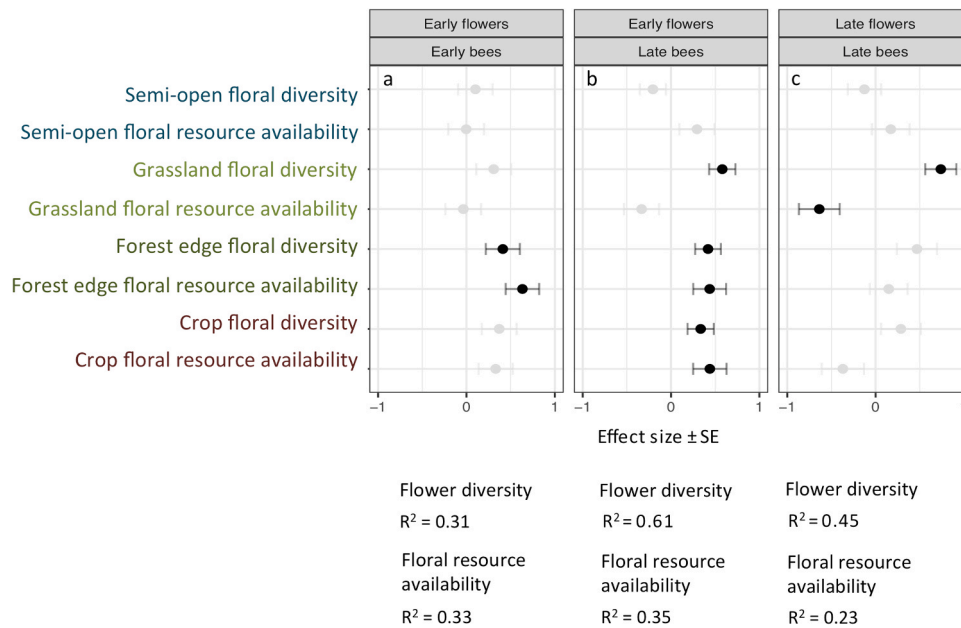 Early flowers
Early flowers
Late flowers
Early bees
Late bees
Late bees
a
b
c
Semi-open floral diversity
Semi-open floral resource availability
Grassland floral diversity
Grassland floral resource availability
Forest edge floral diversity
Forest edge floral resource availability
Crop floral diversity
Crop floral resource availability
−1 0 1
−1 0 1
−1 0
Effect size ± SE
Flower diversity
R² = 0.31
Floral resource
availability
R² = 0.33
Flower diversity
R² = 0.61
Floral resource
availability
R² = 0.35
Flower diversity
R² = 0.45
Floral resource
availability
R² = 0.23